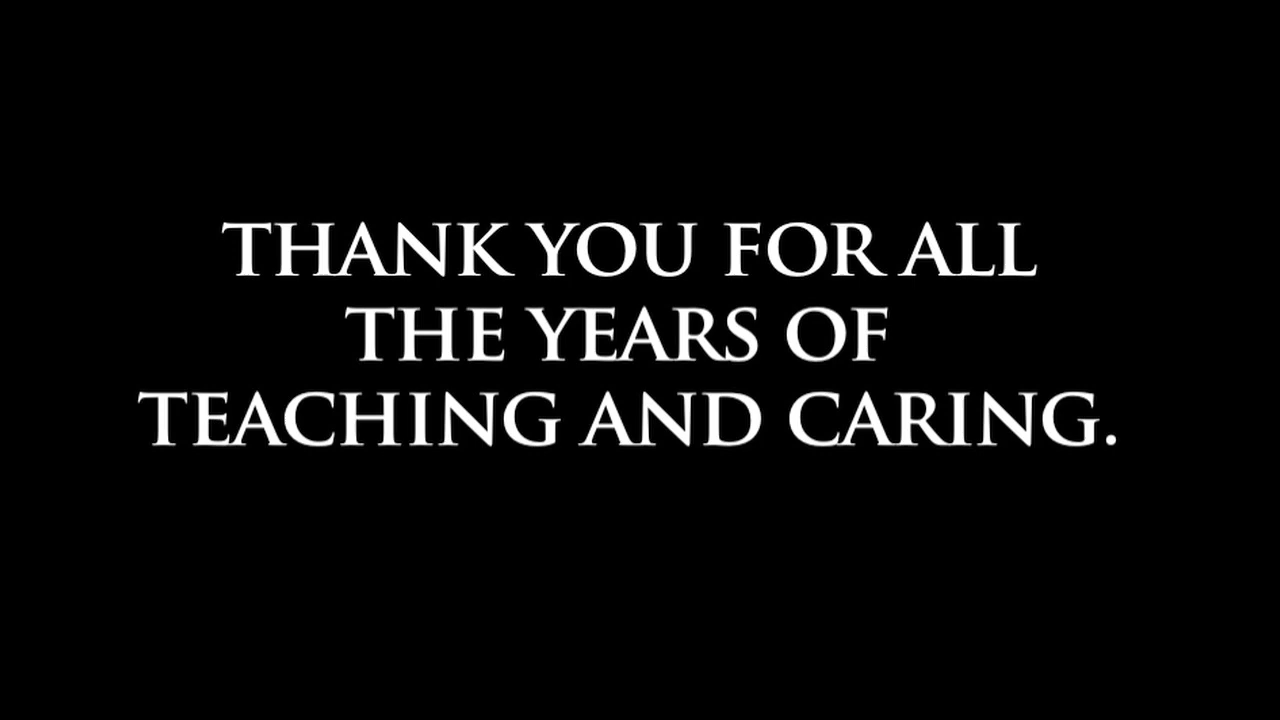 THANK YOU FOR ALL
THE YEARS OF
TEACHING AND CARING.